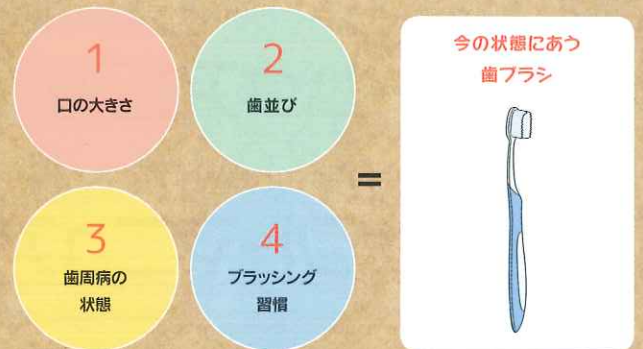 1
口の大きさ
2
歯並び
3
歯周病の
状態
4
ブラッシング
習慣
=
今の状態にあう
歯ブラシ